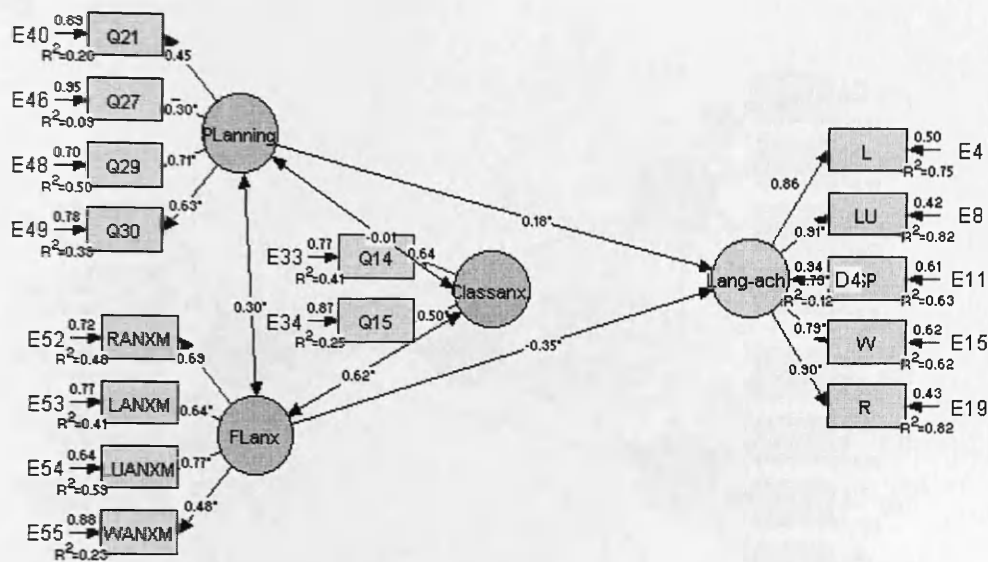 E40 0.89 Q21
R²=0.20 0.45
E46 0.95 Q27
R²=0.09 0.30*
PLanning
E48 0.70 Q29 0.71*
R²=0.50
E49 0.78 Q30 0.63*
R²=0.39
0.18*
-0.01
E33 0.77 Q14 0.64
R²=0.41
Classanx
E34 0.87 Q15 0.50*
R²=0.25
0.30*
0.62*
-0.35*
E52 0.72 RANXM 0.69
R²=0.48
E53 0.77 LANXM 0.64*
R²=0.41
FLanx
E54 0.64 LUANXM 0.77*
R²=0.59
E55 0.88 WANXM 0.48*
R²=0.23
0.86 L 0.50 E4
R²=0.75
0.91* LU 0.42 E8
R²=0.82
Lang-achi 0.94 D4 SP 0.61 E11
0.79* R²=0.12 R²=0.63
0.79* W 0.62 E15
R²=0.62
0.90* R 0.43 E19
R²=0.82